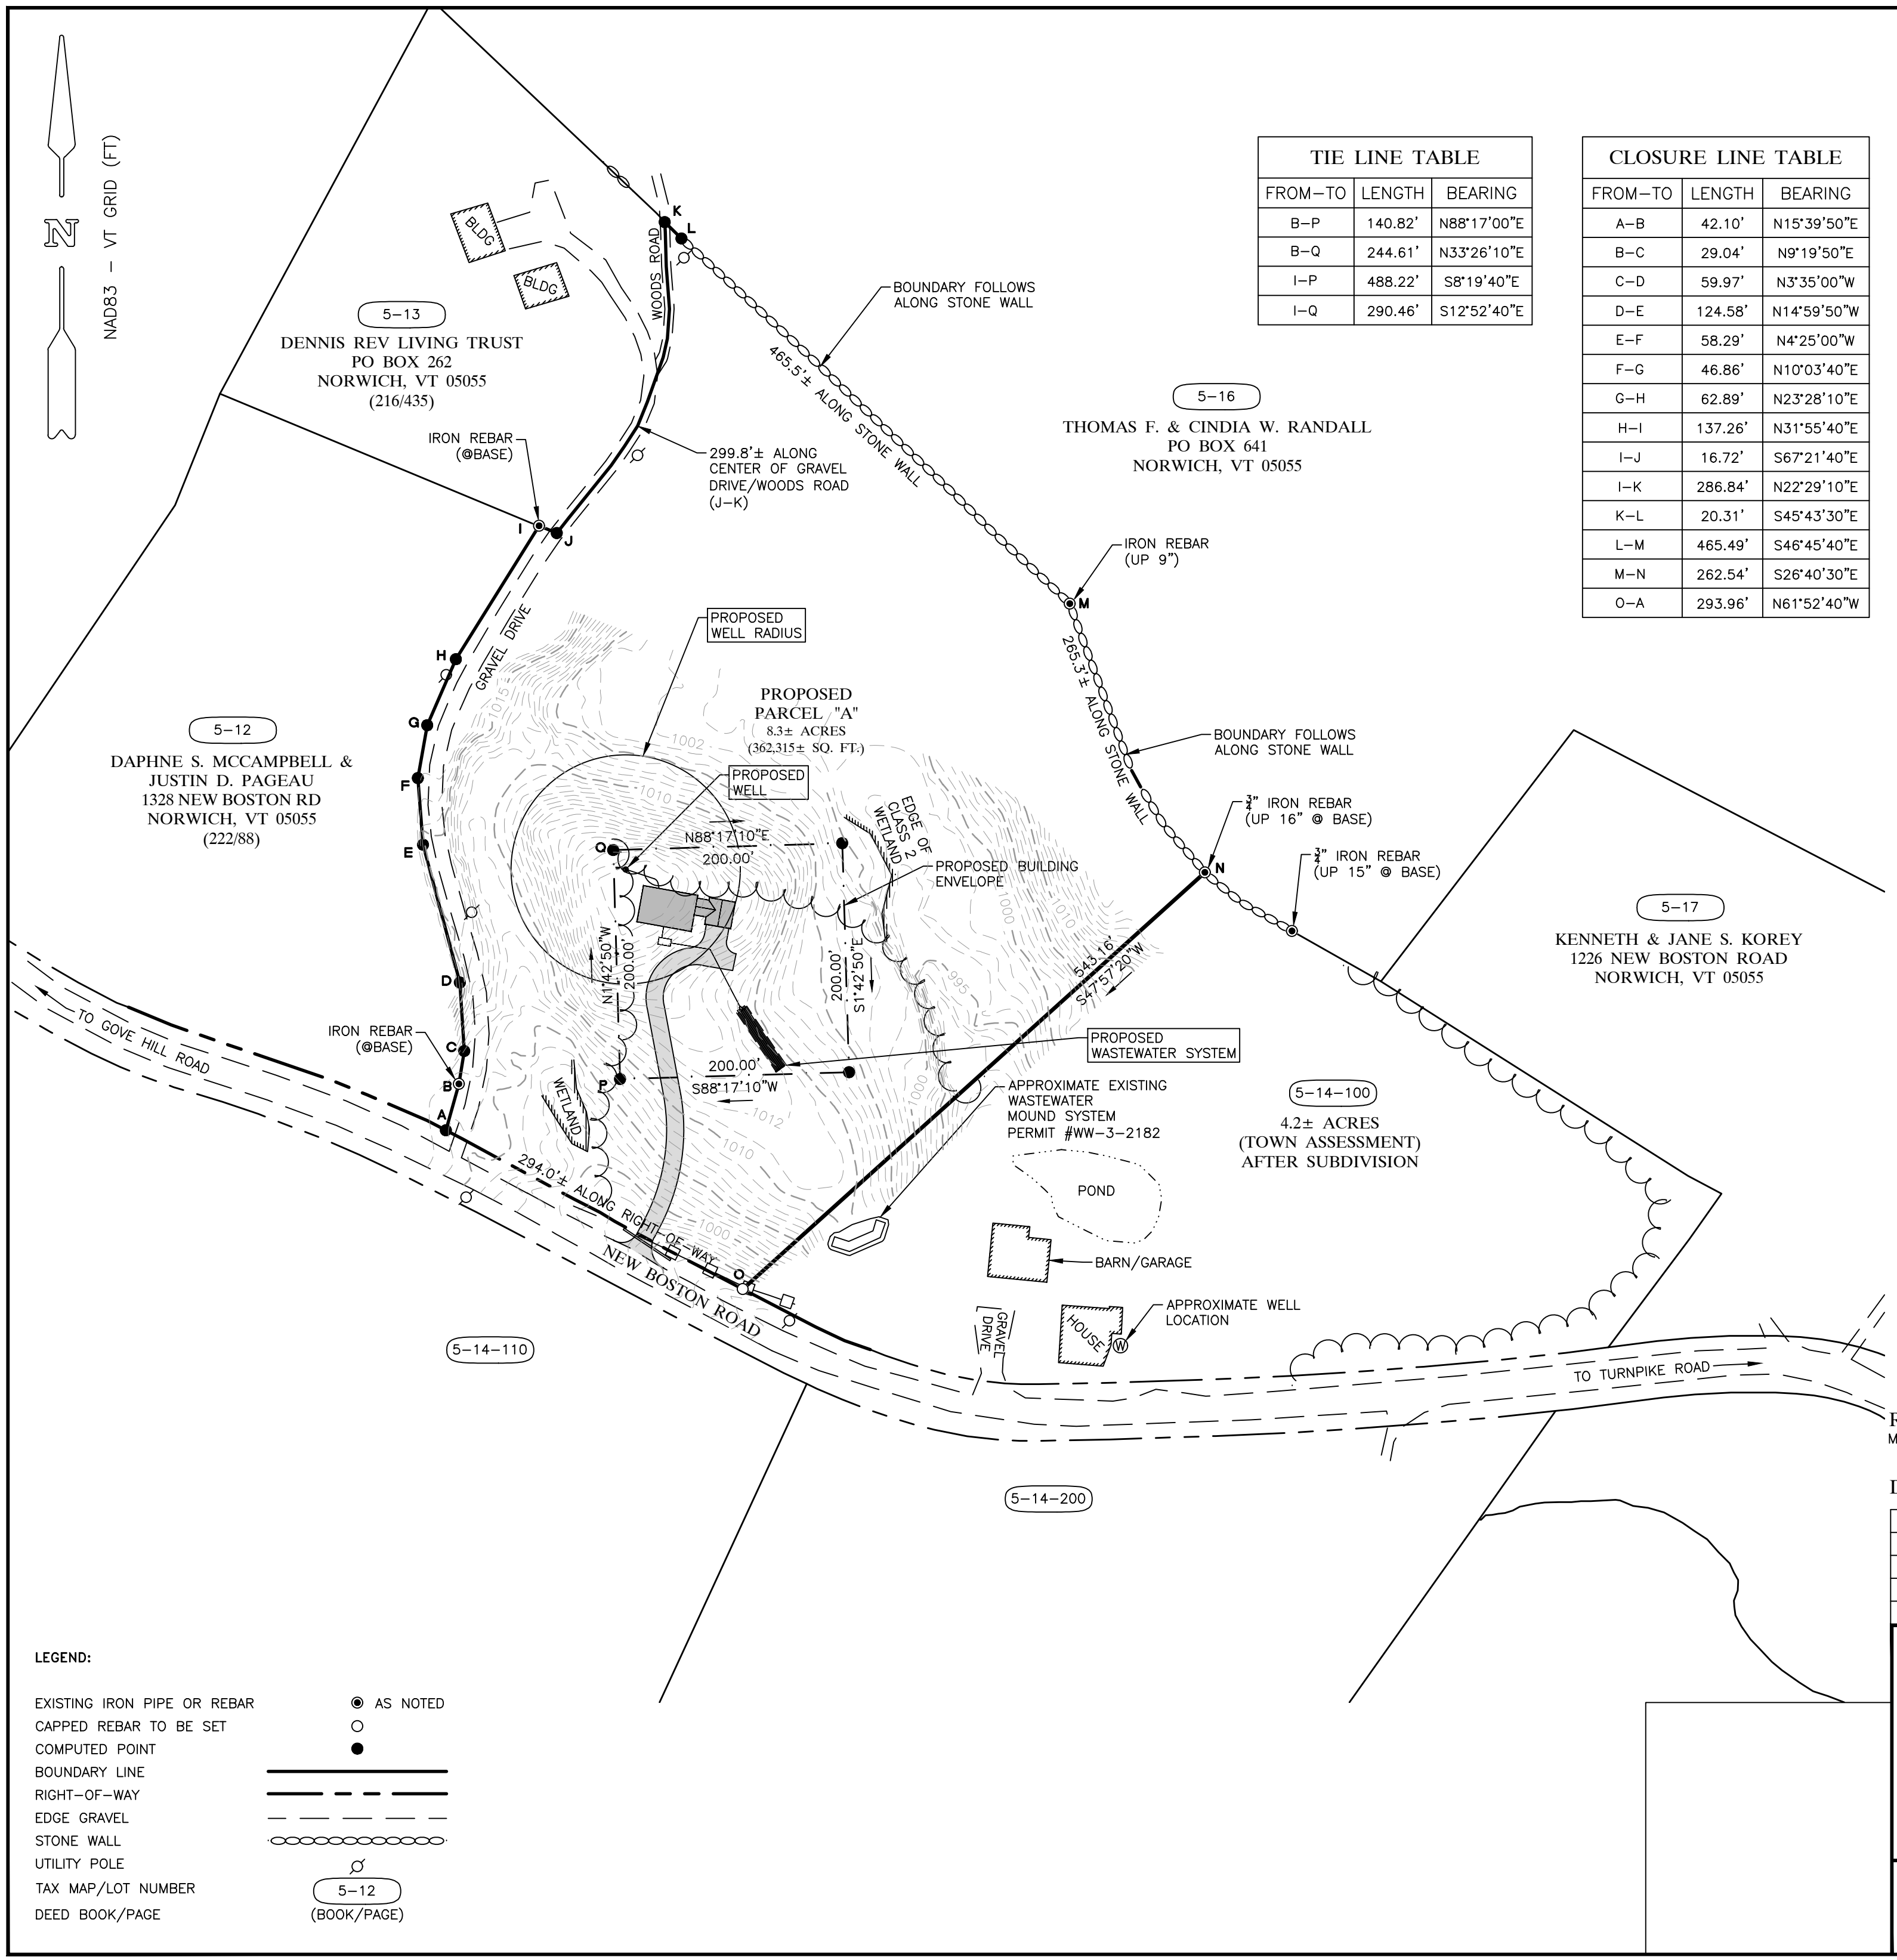 N
NAD83 – VT GRID (FT)
TIE LINE TABLE
FROM–TO LENGTH BEARING
B–P 140.82' N88°17'00"E
B–Q 244.61' N33°26'10"E
I–P 488.22' S8°19'40"E
I–Q 290.46' S12°52'40"E
CLOSURE LINE TABLE
FROM–TO LENGTH BEARING
A–B 42.10' N15°39'50"E
B–C 29.04' N9°19'50"E
C–D 59.97' N3°35'00"W
D–E 124.58' N14°59'50"W
E–F 58.29' N4°25'00"W
F–G 46.86' N10°03'40"E
G–H 62.89' N23°28'10"E
H–I 137.26' N31°55'40"E
I–J 16.72' S67°21'40"E
I–K 286.84' N22°29'10"E
K–L 20.31' S45°43'30"E
L–M 465.49' S46°45'40"E
M–N 262.54' S26°40'30"E
O–A 293.96' N61°52'40"W
K
L
BLDG
BLDG
WOODS ROAD
BOUNDARY FOLLOWS
ALONG STONE WALL
465.5'± ALONG STONE WALL
5–13
DENNIS REV LIVING TRUST
PO BOX 262
NORWICH, VT 05055
(216/435)
5–16
THOMAS F. & CINDIA W. RANDALL
PO BOX 641
NORWICH, VT 05055
IRON REBAR
(@BASE)
299.8'± ALONG
CENTER OF GRAVEL
DRIVE/WOODS ROAD
(J–K)
I
J
IRON REBAR
(UP 9")
M
265.3'± ALONG STONE WALL
PROPOSED
WELL RADIUS
H
GRAVEL DRIVE
1015
G
PROPOSED
PARCEL "A"
8.3± ACRES
(362,315± SQ. FT.)
1002
5–12
DAPHNE S. MCCAMPBELL &
JUSTIN D. PAGEAU
1328 NEW BOSTON RD
NORWICH, VT 05055
(222/88)
BOUNDARY FOLLOWS
ALONG STONE WALL
F
PROPOSED
WELL
1010
EDGE OF
CLASS 2
WETLAND
¾" IRON REBAR
(UP 16" @ BASE)
N
¾" IRON REBAR
(UP 15" @ BASE)
E
Q
N88°17'10"E
200.00'
PROPOSED BUILDING
ENVELOPE
1000
1010
5–17
KENNETH & JANE S. KOREY
1226 NEW BOSTON ROAD
NORWICH, VT 05055
N1°42'50"W
200.00'
200.00'
S1°42'50"E
995
543.16'
S47°57'20"W
D
TO GOVE HILL ROAD
IRON REBAR
(@BASE)
C
B
A
PROPOSED
WASTEWATER SYSTEM
200.00'
S88°17'10"W
P
WETLAND
1012
1010
1000
1000
APPROXIMATE EXISTING
WASTEWATER
MOUND SYSTEM
PERMIT #WW–3–2182
5–14–100
4.2± ACRES
(TOWN ASSESSMENT)
AFTER SUBDIVISION
POND
294.0'± ALONG RIGHT–OF–WAY
NEW BOSTON ROAD
O
BARN/GARAGE
APPROXIMATE WELL
LOCATION
GRAVEL
DRIVE
HOUSE
W
5–14–110
TO TURNPIKE ROAD
5–14–200
LEGEND:
EXISTING IRON PIPE OR REBAR AS NOTED
CAPPED REBAR TO BE SET
COMPUTED POINT
BOUNDARY LINE
RIGHT–OF–WAY
EDGE GRAVEL
STONE WALL
UTILITY POLE
TAX MAP/LOT NUMBER 5–12
DEED BOOK/PAGE (BOOK/PAGE)